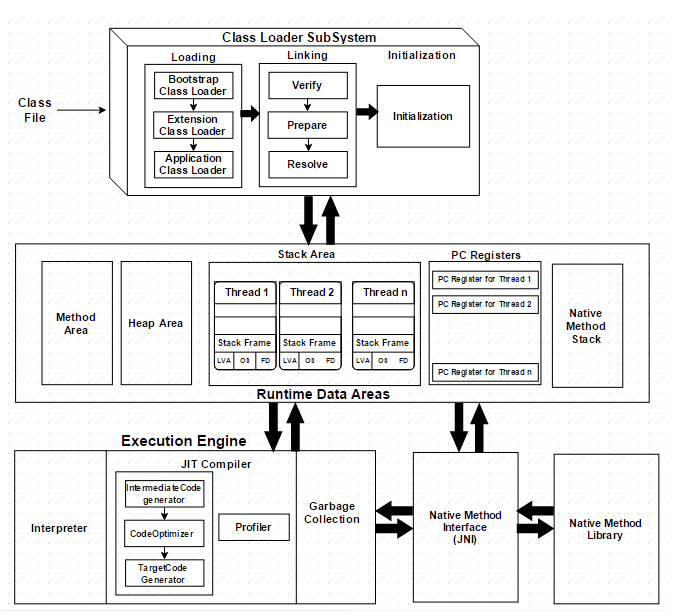 Class Loader SubSystem
Loading
Linking
Initialization
Bootstrap
Class Loader
Extension
Class Loader
Application
Class Loader
Verify
Prepare
Resolve
Initialization
Class
File
Stack Area
PC Registers
Method
Area
Heap Area
Thread 1
Thread 2
Thread n
Stack Frame
Stack Frame
Stack Frame
LVA
OS
FD
LVA
OS
FD
LVA
OS
FD
PC Register for Thread 1
PC Register for Thread 2
PC Register for Thread n
Native
Method
Stack
Runtime Data Areas
Execution Engine
Interpreter
JIT Compiler
IntermediateCode
generator
CodeOptimizer
TargetCode
Generator
Profiler
Garbage
Collection
Native Method
Interface
(JNI)
Native Method
Library